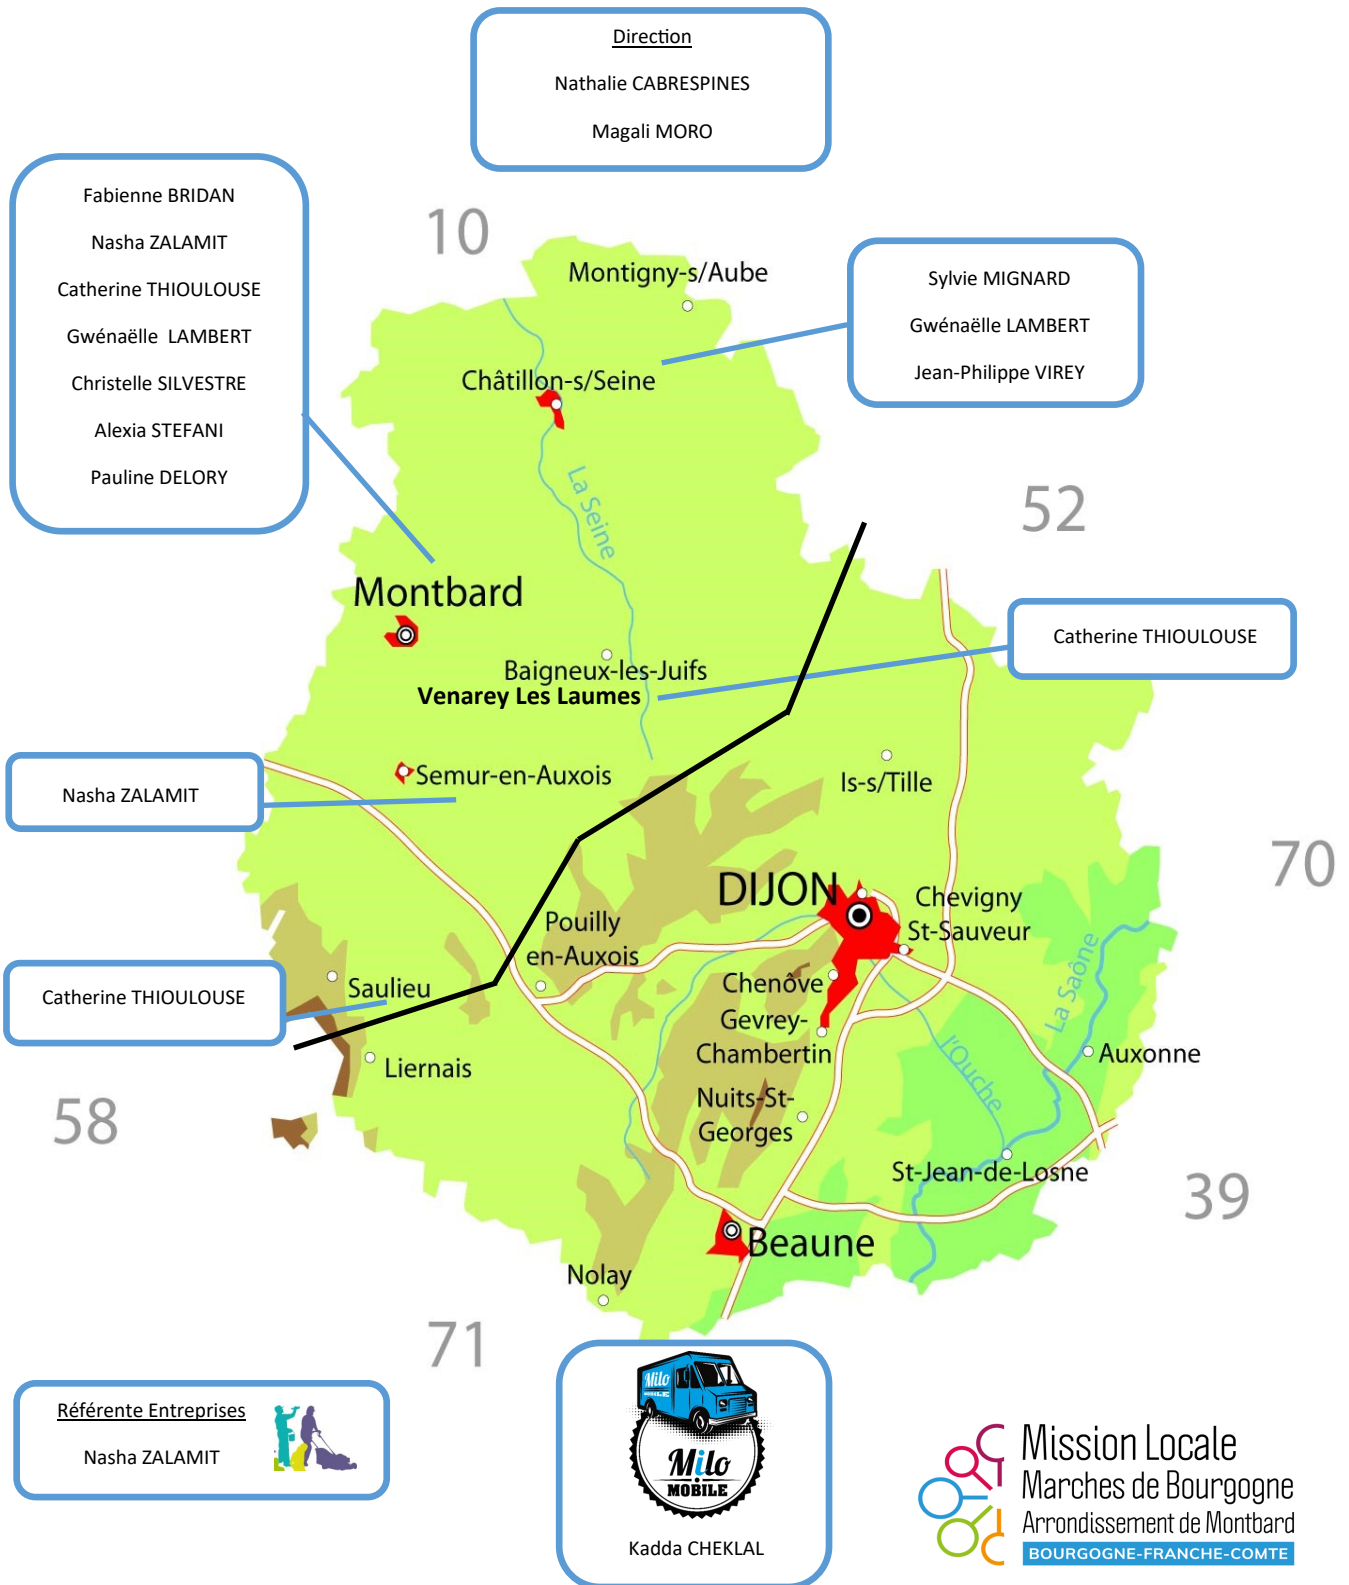 Direction
Nathalie CABRESPINES
Magali MORO
Fabienne BRIDAN
Nasha ZALAMIT
Catherine THIOULOUSE
Gwénaëlle LAMBERT
Christelle SILVESTRE
Alexia STEFANI
Pauline DELORY
10
Montigny-s/Aube
Sylvie MIGNARD
Gwénaëlle LAMBERT
Jean-Philippe VIREY
Châtillon-s/Seine
La Seine
52
Montbard
Catherine THIOULOUSE
Baigneux-les-Juifs
Venarey Les Laumes
Nasha ZALAMIT
Semur-en-Auxois
Is-s/Tille
70
DIJON
Chevigny
St-Sauveur
Pouilly
en-Auxois
La Saône
Catherine THIOULOUSE
Saulieu
Chenôve
Gevrey-
Chambertin
l'Ouche
Auxonne
Liernais
58
Nuits-St-
Georges
St-Jean-de-Losne
39
Beaune
Nolay
71
Référente Entreprises
Nasha ZALAMIT
Milo
MOBILE
Milo
MOBILE
Kadda CHEKLAL
Mission Locale
Marches de Bourgogne
Arrondissement de Montbard
BOURGOGNE-FRANCHE-COMTE